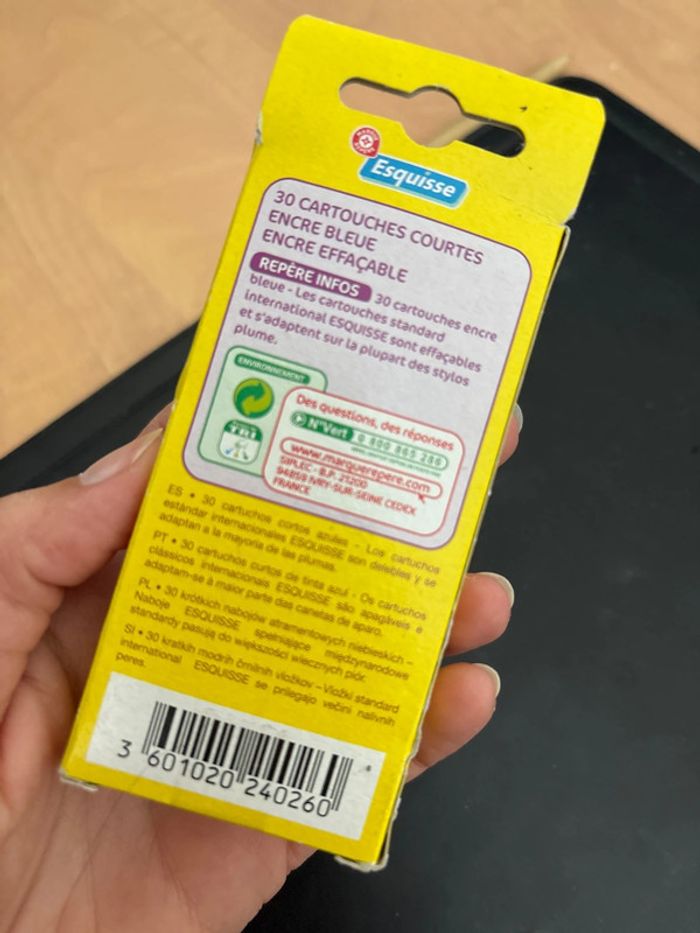 MARQUE REPÈRE
Esquisse
30 CARTOUCHES COURTES
ENCRE BLEUE
ENCRE EFFAÇABLE
REPÈRE INFOS 30 cartouches encre
bleue - Les cartouches standard
international ESQUISSE sont effaçables
et s'adaptent sur la plupart des stylos
plume.
ENVIRONNEMENT
TRI
Des questions, des réponses
N°Vert 0 800 865 286
www.marquerepere.com
SIPLEC - B.P. 21200
94858 IVRY-SUR-SEINE CEDEX
FRANCE
ES • 30 cartuchos cortos azules - Los cartuchos
estándar internacionales ESQUISSE son delebles y se
adaptan a la mayoría de las plumas.
PT • 30 cartuchos curtos de tinta azul - Os cartuchos
clássicos internacionais ESQUISSE são apagáveis e
adaptam-se à maior parte das canetas de aparo.
PL • 30 krótkich nabojów atramentowych niebieskich -
Naboje ESQUISSE spełniające międzynarodowe
standardy pasują do większości wiecznych piór.
SI • 30 kratkih modrih črnilnih vložkov - Vložki standard
international ESQUISSE se prilegajo večini nalivnih
peres.
3 601020 240260